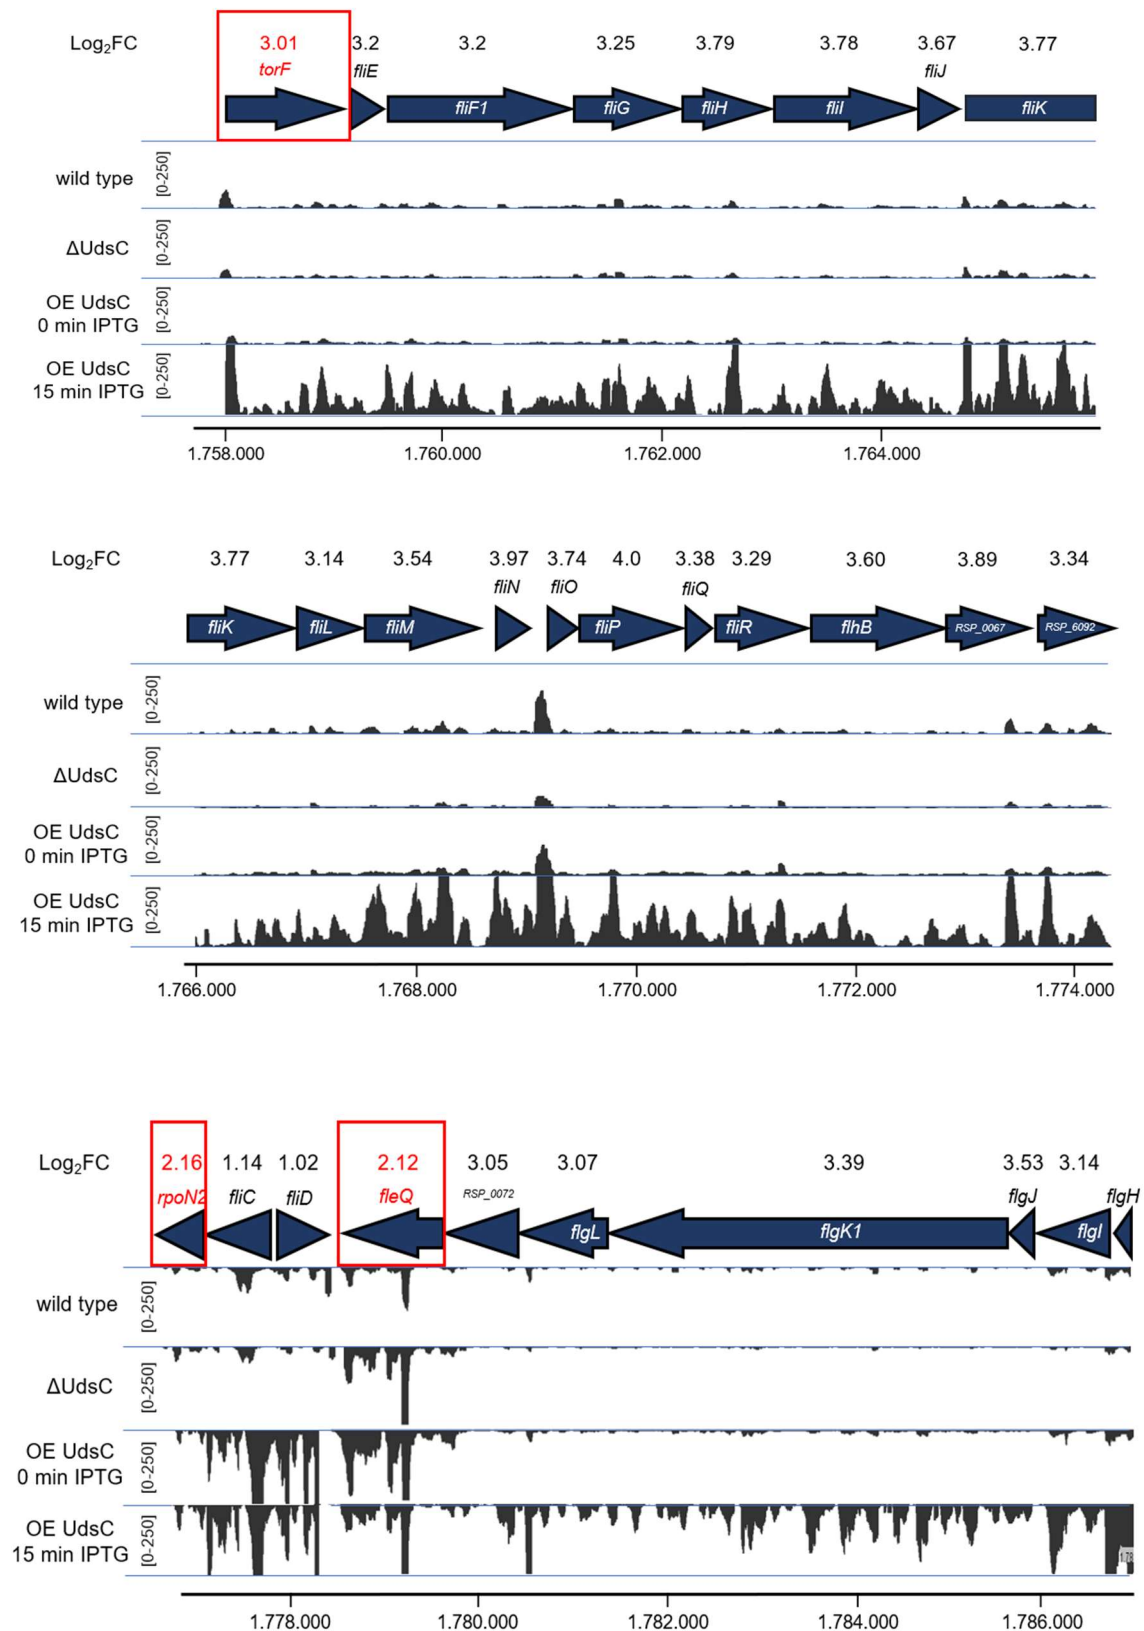 Log₂FC 3.01 3.2 3.2 3.25 3.79 3.78 3.67 3.77
torF fliE fliJ
fliF1 fliG fliH fliI fliK
wild type [0-250]
ΔUdsC [0-250]
OE UdsC
0 min IPTG [0-250]
OE UdsC
15 min IPTG [0-250]
1.758.000 1.760.000 1.762.000 1.764.000
Log₂FC 3.77 3.14 3.54 3.97 3.74 4.0 3.38 3.29 3.60 3.89 3.34
fliN fliO fliQ
fliK fliL fliM fliP fliR flhB RSP_0067 RSP_6092
wild type [0-250]
ΔUdsC [0-250]
OE UdsC
0 min IPTG [0-250]
OE UdsC
15 min IPTG [0-250]
1.766.000 1.768.000 1.770.000 1.772.000 1.774.000
Log₂FC 2.16 1.14 1.02 2.12 3.05 3.07 3.39 3.53 3.14
rpoN2 fliC fliD fleQ RSP_0072 flgJ flgH
flgL flgK1 flgI
wild type [0-250]
ΔUdsC [0-250]
OE UdsC
0 min IPTG [0-250]
OE UdsC
15 min IPTG [0-250]
1.778.000 1.780.000 1.782.000 1.784.000 1.786.000